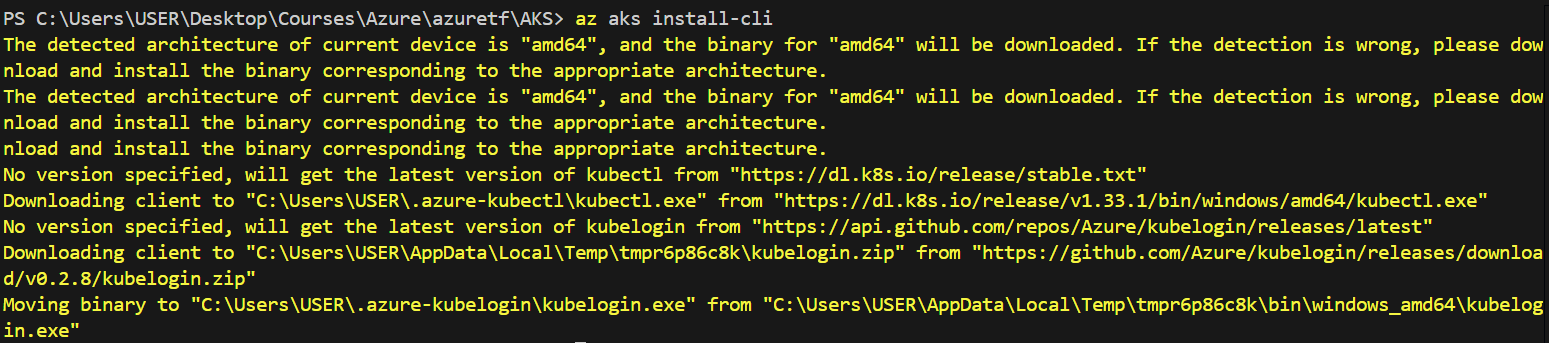 PS C:\Users\USER\Desktop\Courses\Azure\azuretf\AKS> az aks install-cli
The detected architecture of current device is "amd64", and the binary for "amd64" will be downloaded. If the detection is wrong, please dow
nload and install the binary corresponding to the appropriate architecture.
The detected architecture of current device is "amd64", and the binary for "amd64" will be downloaded. If the detection is wrong, please dow
nload and install the binary corresponding to the appropriate architecture.
nload and install the binary corresponding to the appropriate architecture.
No version specified, will get the latest version of kubectl from "https://dl.k8s.io/release/stable.txt"
Downloading client to "C:\Users\USER\.azure-kubectl\kubectl.exe" from "https://dl.k8s.io/release/v1.33.1/bin/windows/amd64/kubectl.exe"
No version specified, will get the latest version of kubelogin from "https://api.github.com/repos/Azure/kubelogin/releases/latest"
Downloading client to "C:\Users\USER\AppData\Local\Temp\tmpr6p86c8k\kubelogin.zip" from "https://github.com/Azure/kubelogin/releases/downloa
d/v0.2.8/kubelogin.zip"
Moving binary to "C:\Users\USER\.azure-kubelogin\kubelogin.exe" from "C:\Users\USER\AppData\Local\Temp\tmpr6p86c8k\bin\windows_amd64\kubelog
in.exe"